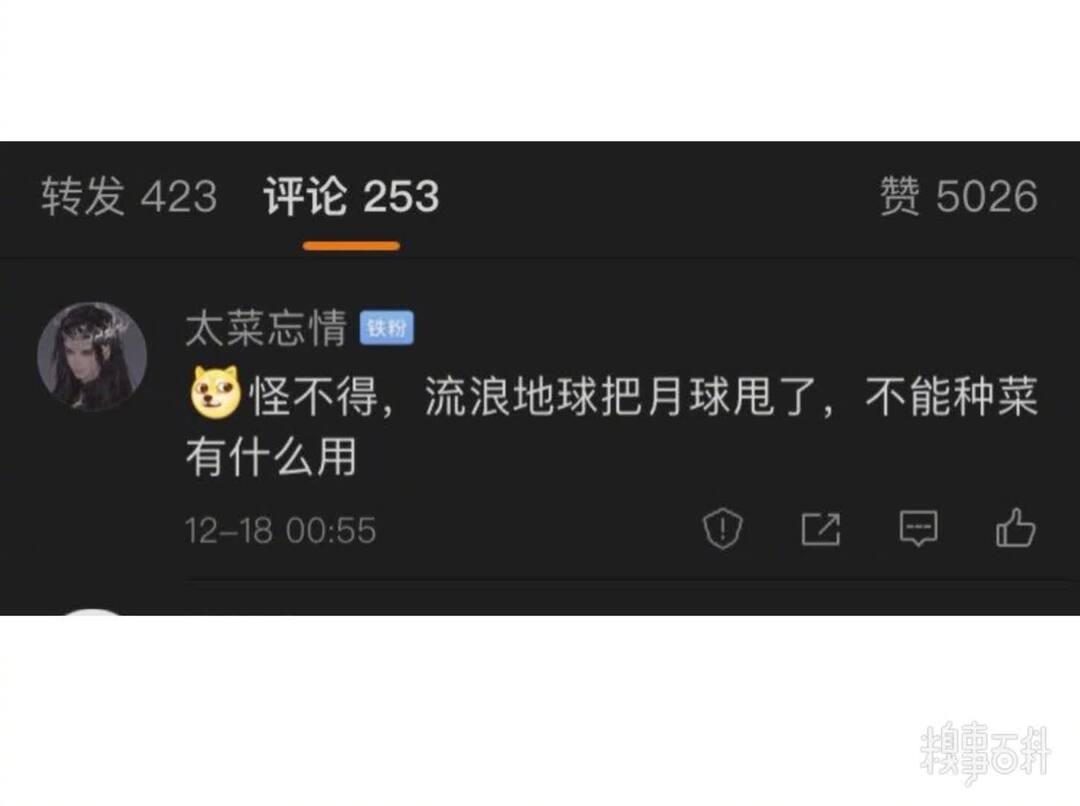 转发 423 评论 253 赞 5026
太菜忘情 铁粉
怪不得，流浪地球把月球甩了，不能种菜
有什么用
12-18 00:55
糗事百科